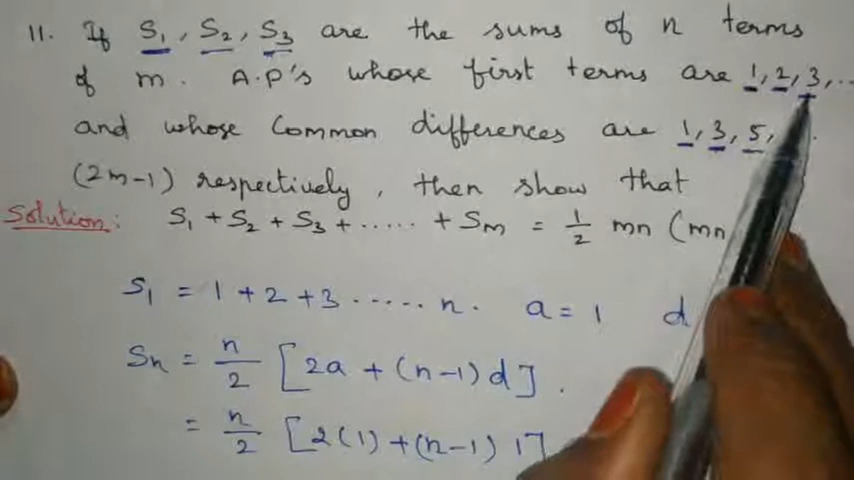 11. If S₁, S₂, S₃ are the sums of n terms
of m. A.P's whose first terms are 1, 2, 3, ..
and whose common differences are 1, 3, 5, .
(2m-1) respectively, then show that
Solution: S₁ + S₂ + S₃ + ..... + Sm = 1/2 mn (mn
S₁ = 1 + 2 + 3 ..... n. a = 1 d
Sn = n/2 [2a + (n-1) d].
= n/2 [2(1) + (n-1) 1]